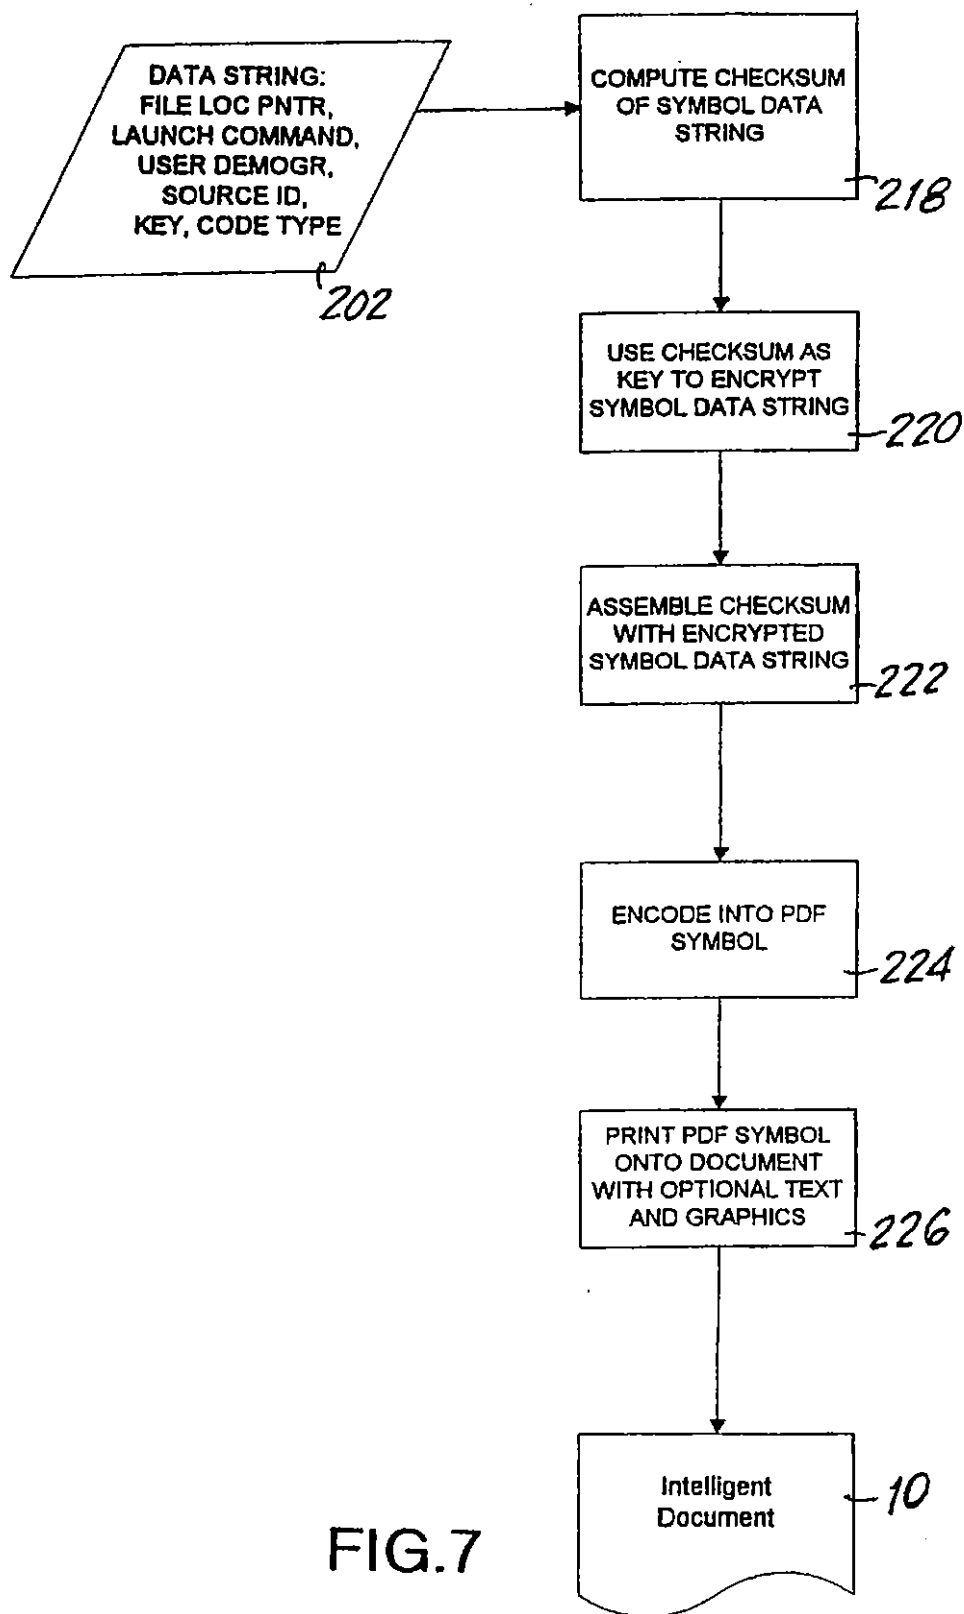 DATA STRING:
FILE LOC PNTR,
LAUNCH COMMAND,
USER DEMOGR,
SOURCE ID,
KEY, CODE TYPE
202
COMPUTE CHECKSUM
OF SYMBOL DATA
STRING
218
USE CHECKSUM AS
KEY TO ENCRYPT
SYMBOL DATA STRING
220
ASSEMBLE CHECKSUM
WITH ENCRYPTED
SYMBOL DATA STRING
222
ENCODE INTO PDF
SYMBOL
224
PRINT PDF SYMBOL
ONTO DOCUMENT
WITH OPTIONAL TEXT
AND GRAPHICS
226
Intelligent
Document
10
FIG.7